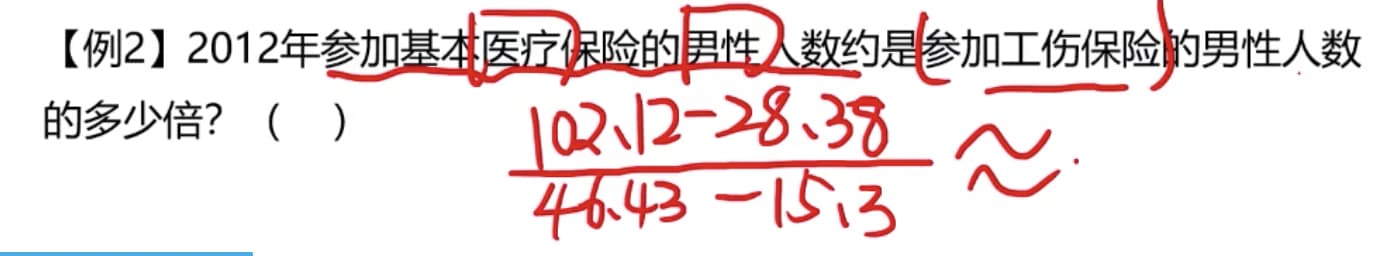 【例2】2012年参加基本医疗保险的男性人数约是参加工伤保险的男性人数
的多少倍？（ ）
102.12-28.38
46.43-15.3
≈